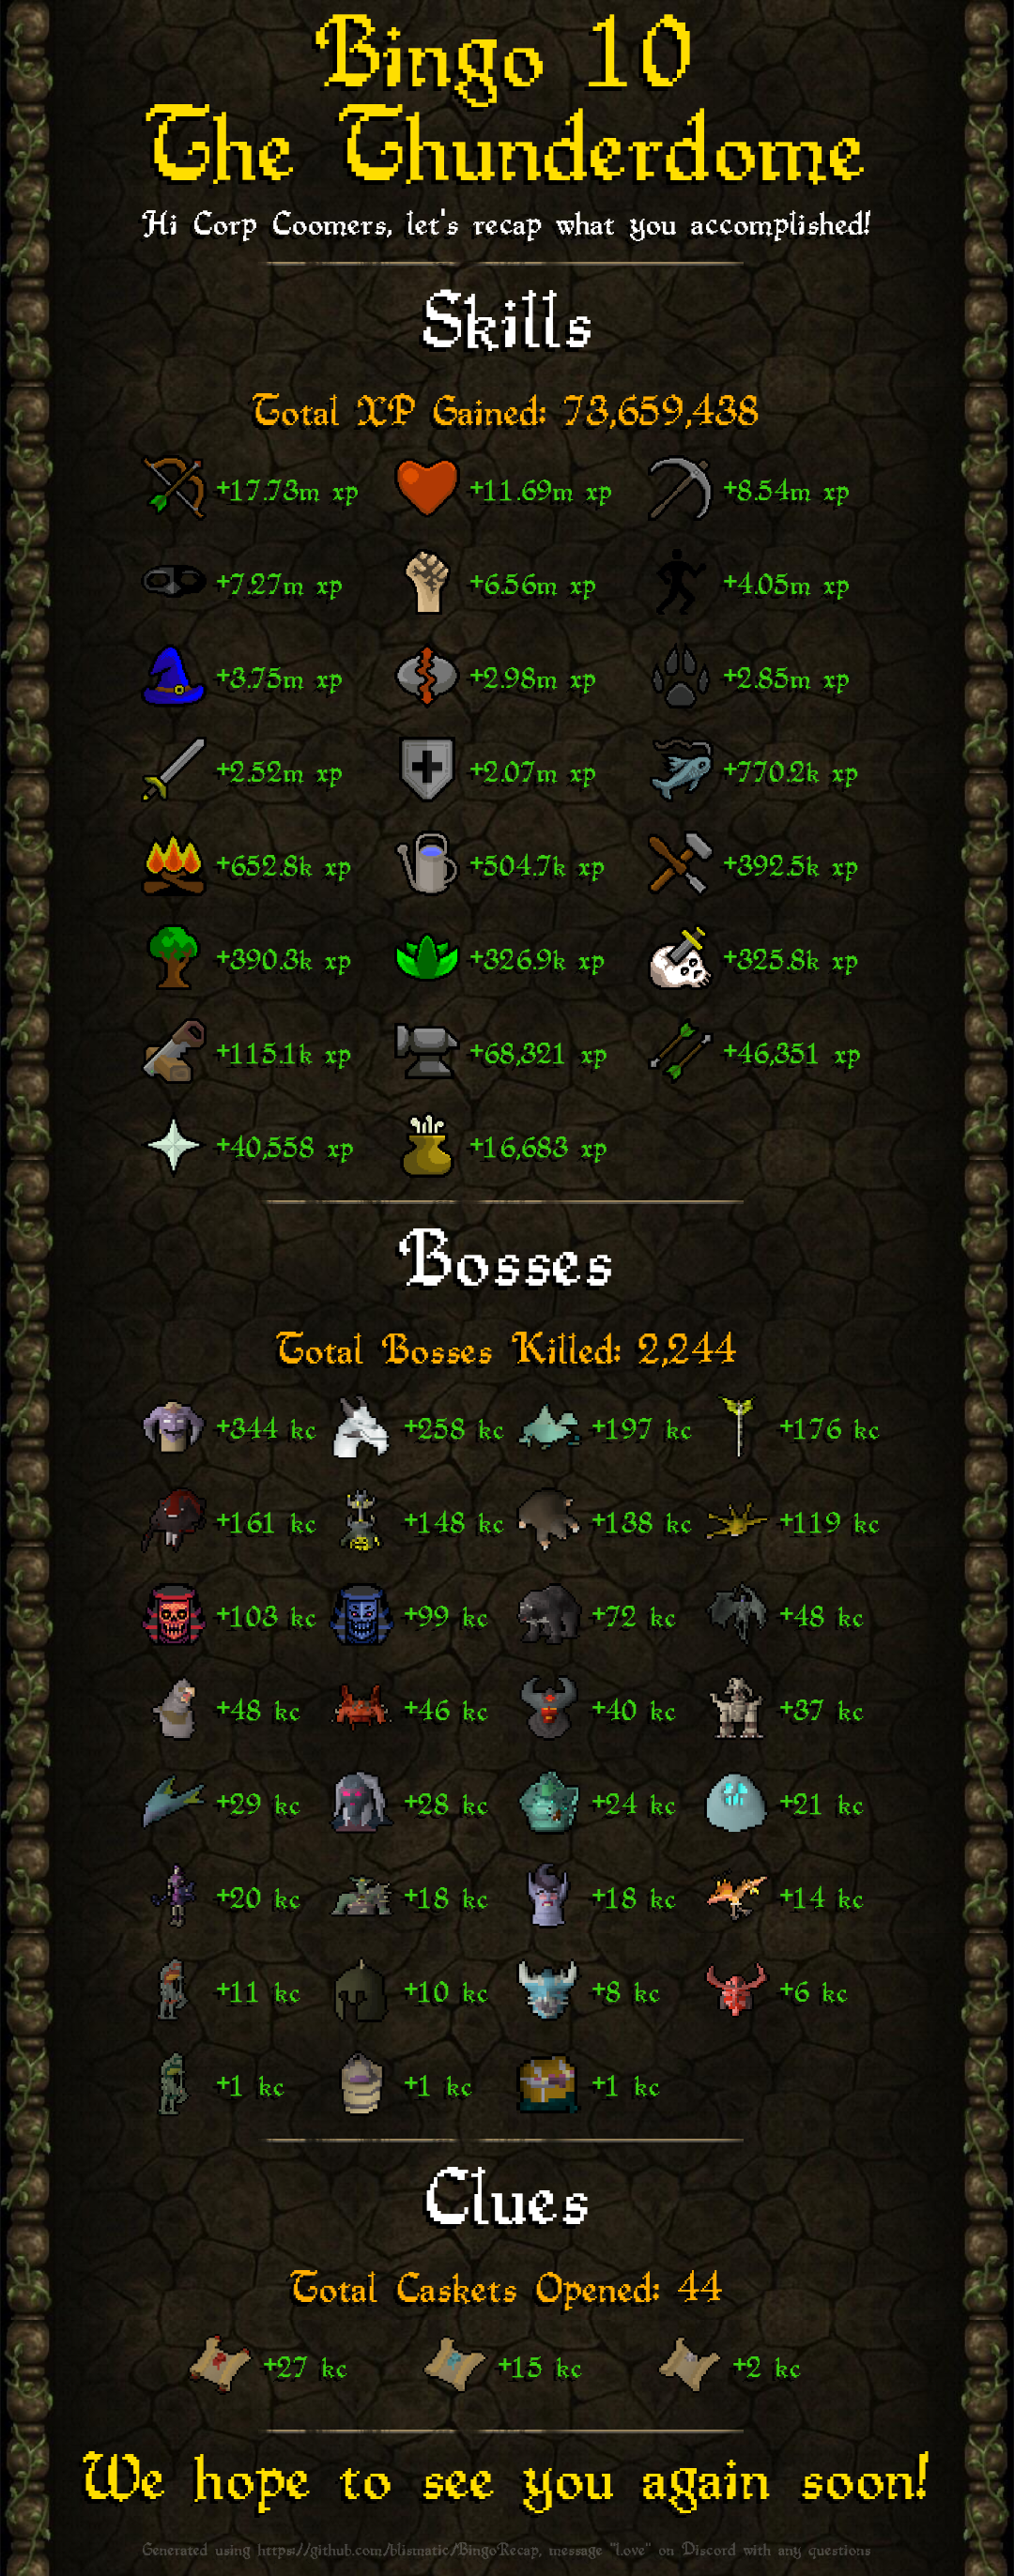 Bingo 10
The Thunderdome
Hi Corp Coomers, let's recap what you accomplished!
Skills
Total XP Gained: 73,659,438
+17.73m xp +11.69m xp +8.54m xp
+7.27m xp +6.56m xp +4.05m xp
+3.75m xp +2.98m xp +2.85m xp
+2.52m xp +2.07m xp +770.2k xp
+652.8k xp +504.7k xp +392.5k xp
+390.3k xp +326.9k xp +325.8k xp
+115.1k xp +68,321 xp +46,351 xp
+40,558 xp +16,683 xp
Bosses
Total Bosses Killed: 2,244
+344 kc +258 kc +197 kc +176 kc
+161 kc +148 kc +138 kc +119 kc
+103 kc +99 kc +72 kc +48 kc
+48 kc +46 kc +40 kc +37 kc
+29 kc +28 kc +24 kc +21 kc
+20 kc +18 kc +18 kc +14 kc
+11 kc +10 kc +8 kc +6 kc
+1 kc +1 kc +1 kc
Clues
Total Caskets Opened: 44
+27 kc +15 kc +2 kc
We hope to see you again soon!
Generated using https://github.com/blismatic/BingoRecap, message "love" on Discord with any questions